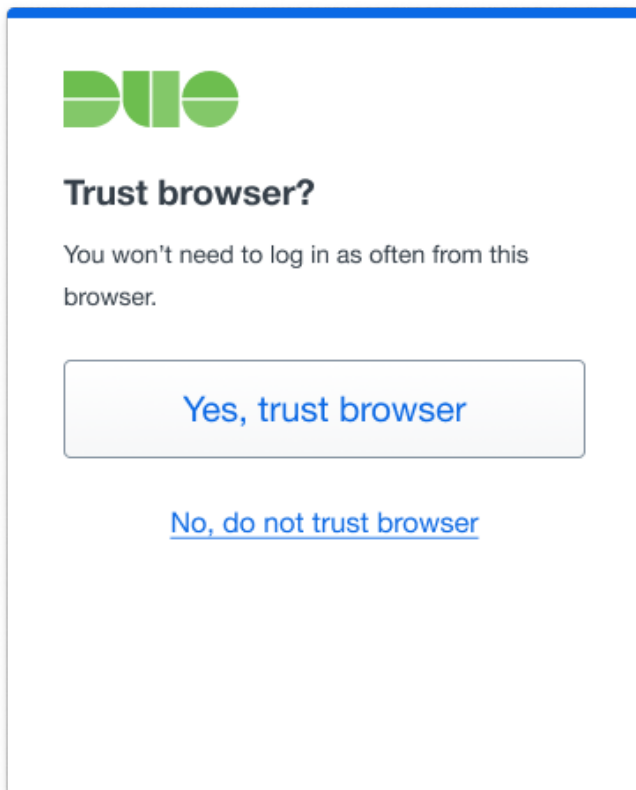 DUO
Trust browser?
You won’t need to log in as often from this
browser.
Yes, trust browser
No, do not trust browser